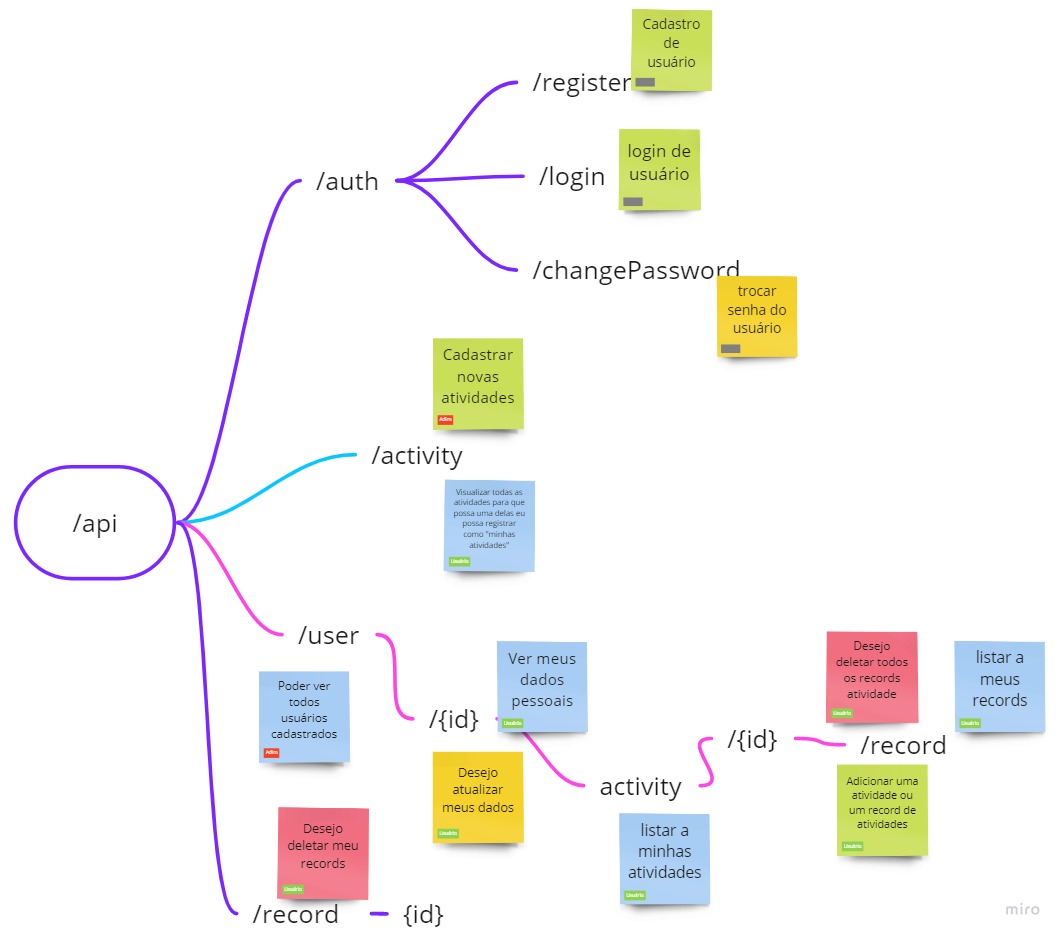 Cadastro
de
usuário
/register
login de
usuário
/login
/auth
/changePassword
trocar
senha do
usuário
Cadastrar
novas
atividades
Admin
/activity
Visualizar todas as
atividades para que
possa uma delas eu
possa registrar
como "minhas
atividades"
Usuário
/api
/user
Poder ver
todos
usuários
cadastrados
Admin
/{id}
Ver meus
dados
pessoais
Usuário
Desejo
atualizar
meus dados
Usuário
activity
listar a
minhas
atividades
Usuário
/{id}
Desejo
deletar todos
os records
atividade
Usuário
listar a
meus
records
Usuário
/record
Adicionar uma
atividade ou
um record de
atividades
Usuário
Desejo
deletar meu
records
Usuário
/record
{id}
miro